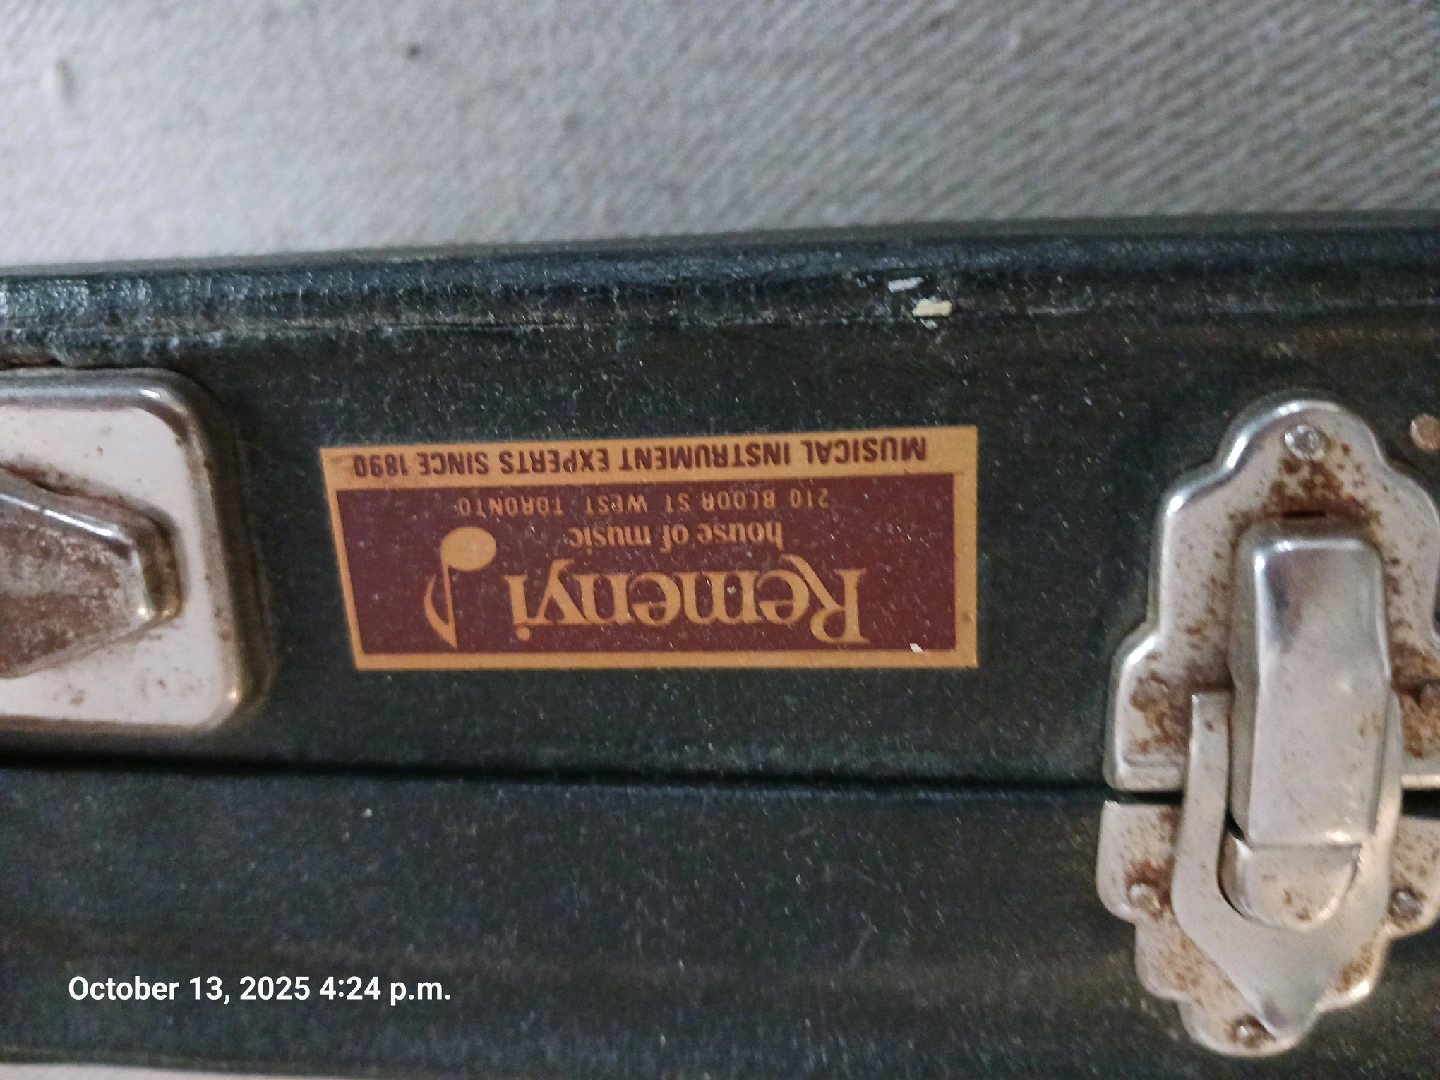 Remenyi
house of music
210 BLOOR ST WEST TORONTO
MUSICAL INSTRUMENT EXPERTS SINCE 1890
October 13, 2025 4:24 p.m.